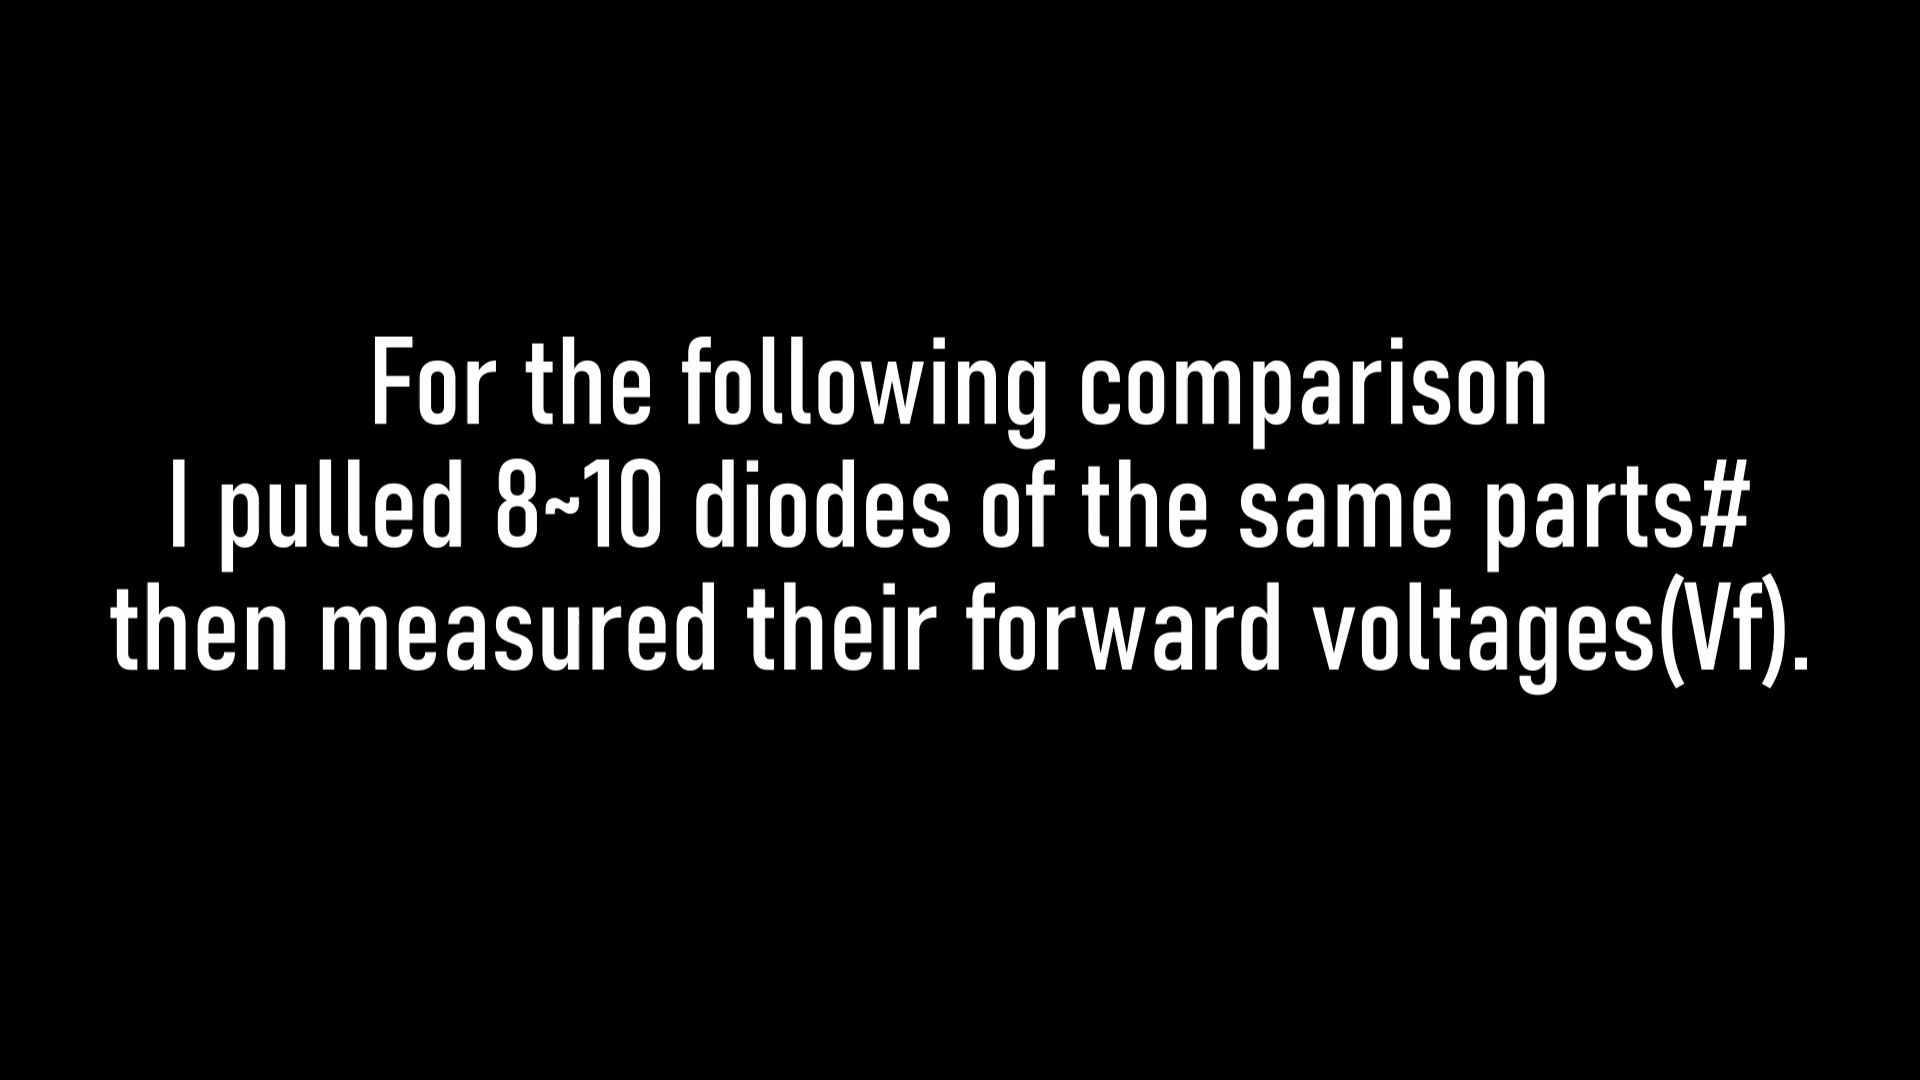 For the following comparison
I pulled 8~10 diodes of the same parts#
then measured their forward voltages(Vf).